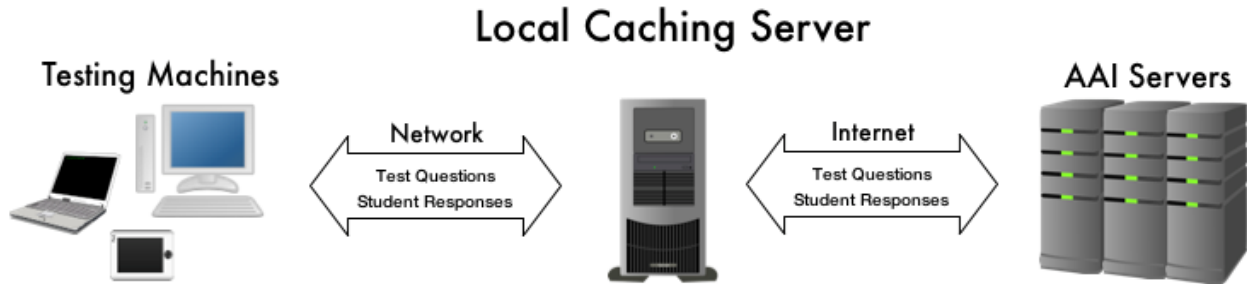 Local Caching Server
Testing Machines
AAI Servers
Network
Test Questions
Student Responses
Internet
Test Questions
Student Responses